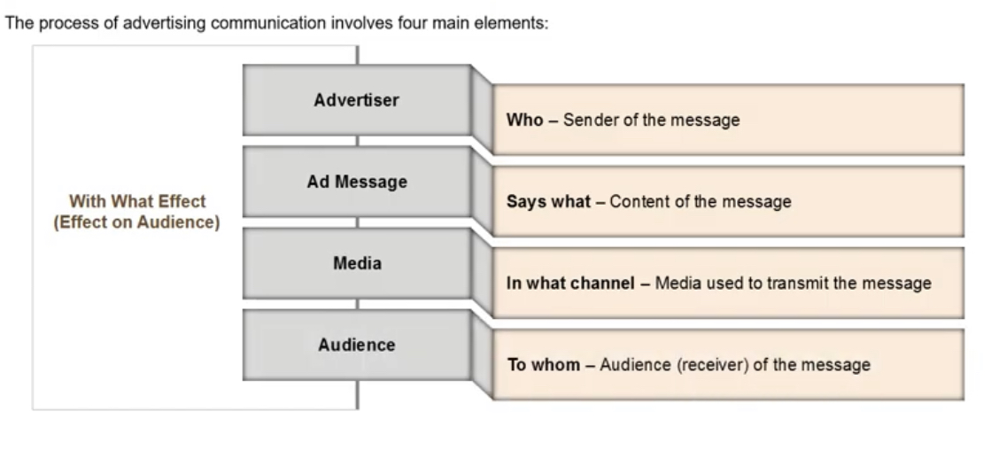 The process of advertising communication involves four main elements:
Advertiser
Who – Sender of the message
Ad Message
Says what – Content of the message
With What Effect
(Effect on Audience)
Media
In what channel – Media used to transmit the message
Audience
To whom – Audience (receiver) of the message